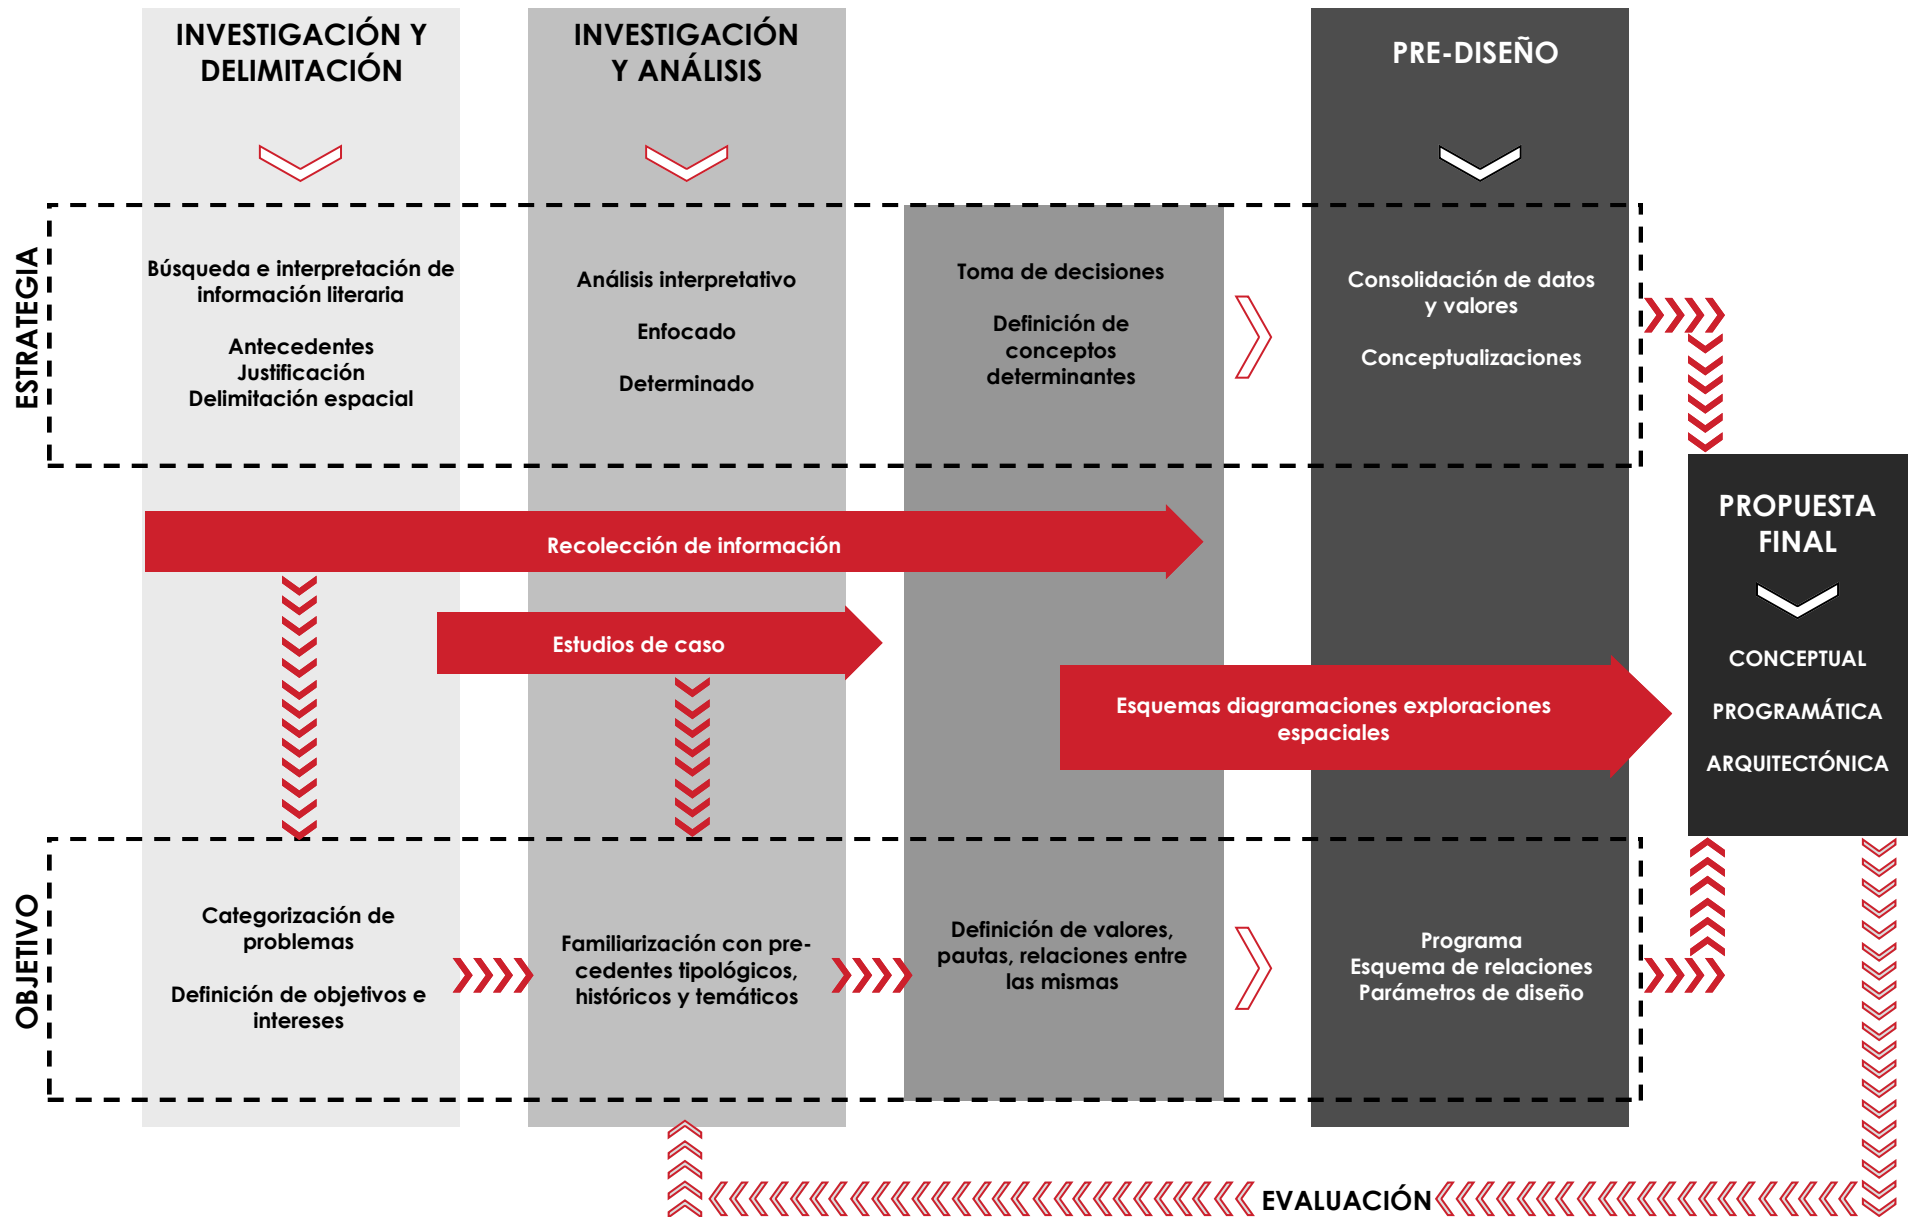 INVESTIGACIÓN Y
DELIMITACIÓN
INVESTIGACIÓN
Y ANÁLISIS
PRE-DISEÑO
ESTRATEGIA
Búsqueda e interpretación de
información literaria
Antecedentes
Justificación
Delimitación espacial
Análisis interpretativo
Enfocado
Determinado
Toma de decisiones
Definición de
conceptos
determinantes
Consolidación de datos
y valores
Conceptualizaciones
Recolección de información
Estudios de caso
Esquemas diagramaciones exploraciones
espaciales
PROPUESTA
FINAL
CONCEPTUAL
PROGRAMÁTICA
ARQUITECTÓNICA
OBJETIVO
Categorización de
problemas
Definición de objetivos e
intereses
Familiarización con pre-
cedentes tipológicos,
históricos y temáticos
Definición de valores,
pautas, relaciones entre
las mismas
Programa
Esquema de relaciones
Parámetros de diseño
EVALUACIÓN